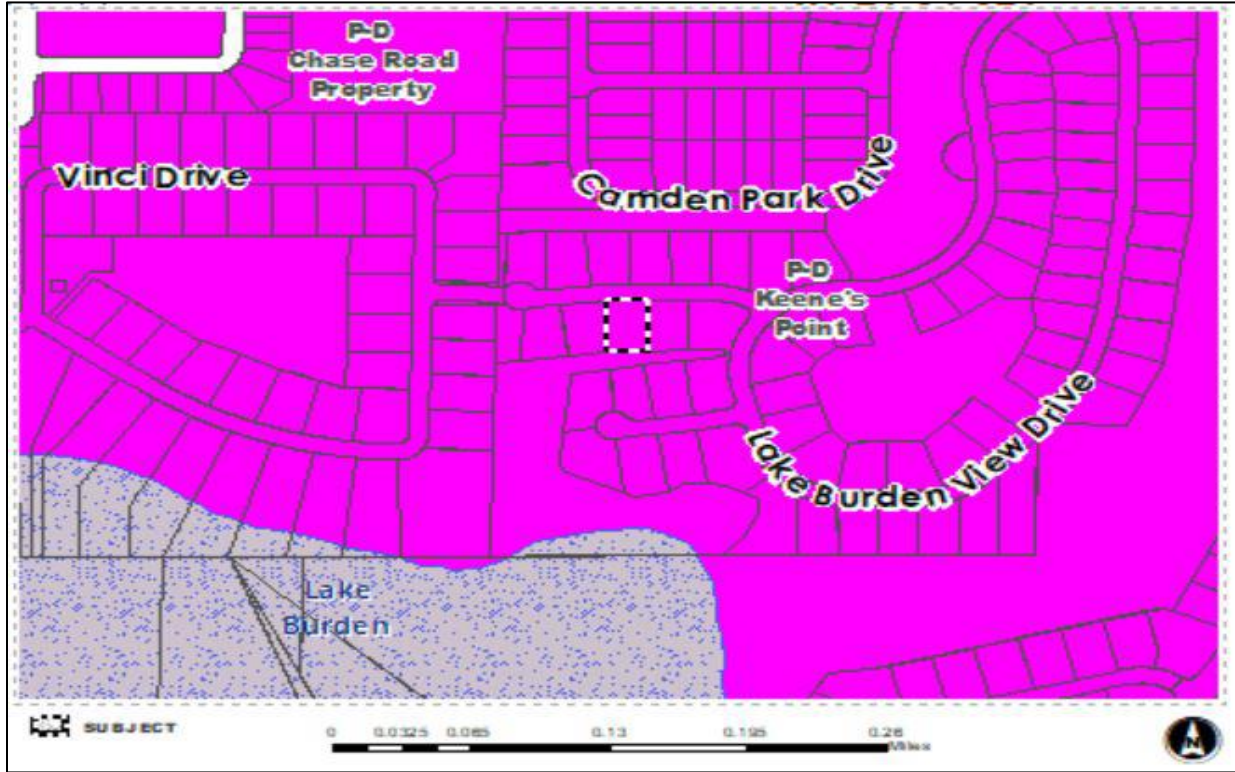 P-D
Chase Road
Property
Vinci Drive
Camden Park Drive
P-D
Keene's
Point
Lake Burden View Drive
Lake
Burden
SUBJECT
0 0.0325 0.065 0.13 0.195 0.26
Miles
N